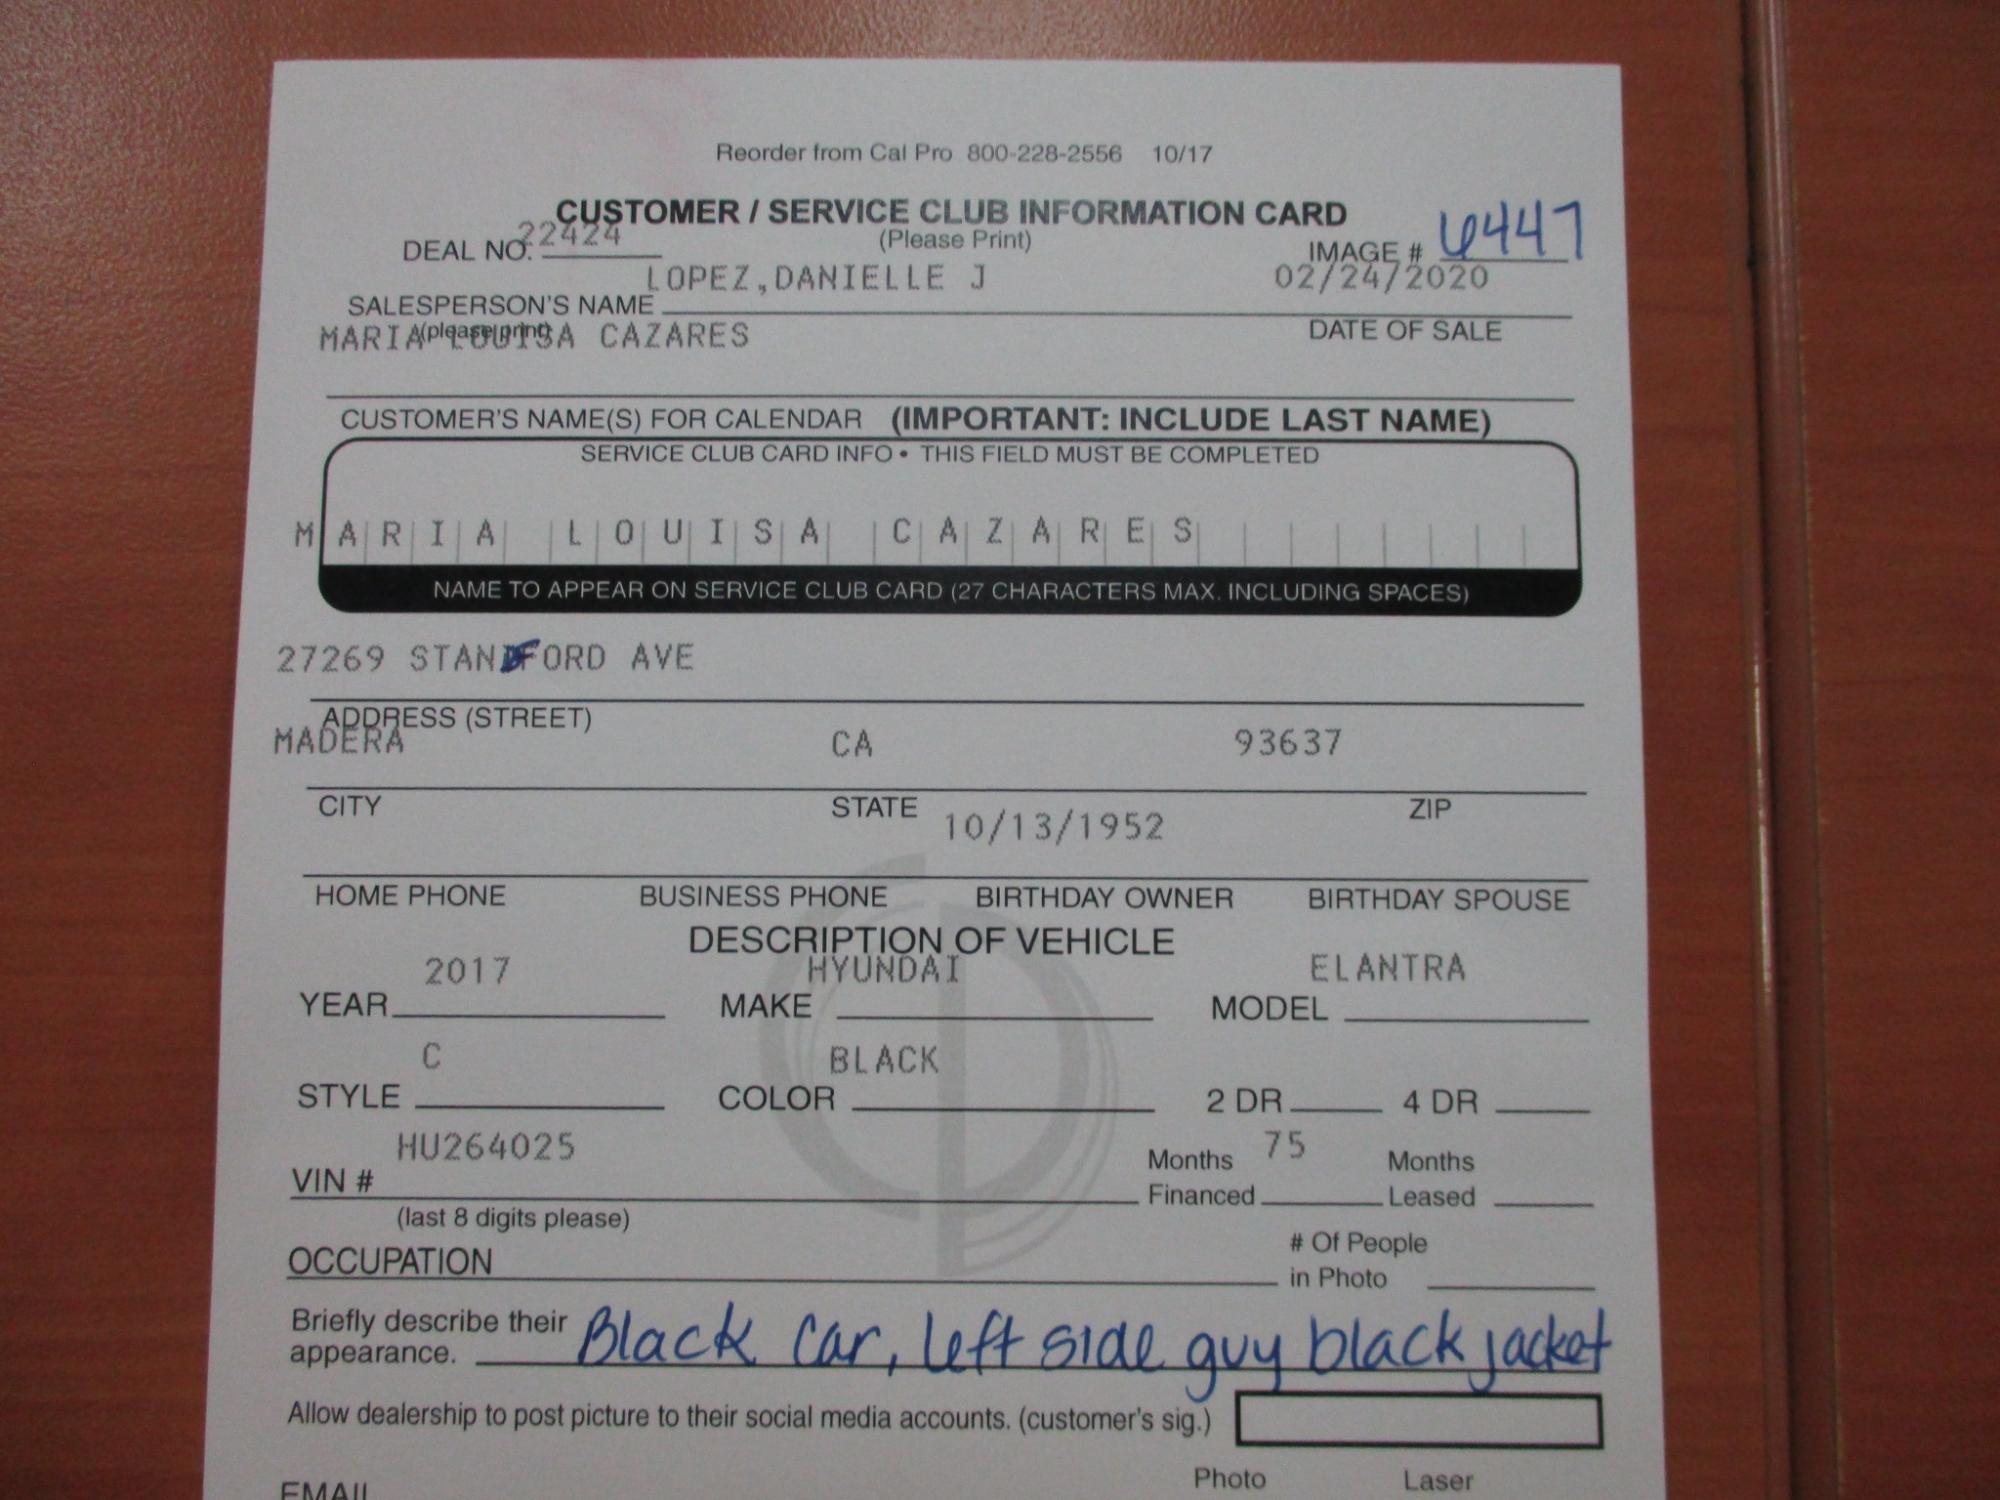 Reorder from Cal Pro 800-228-2556 10/17
CUSTOMER / SERVICE CLUB INFORMATION CARD
DEAL NO. 22424 (Please Print) IMAGE # 6447
LOPEZ,DANIELLE J 02/24/2020
SALESPERSON'S NAME
(please print) DATE OF SALE
MARIA LOUISA CAZARES
CUSTOMER'S NAME(S) FOR CALENDAR (IMPORTANT: INCLUDE LAST NAME)
SERVICE CLUB CARD INFO • THIS FIELD MUST BE COMPLETED
MARIA LOUISA CAZARES
NAME TO APPEAR ON SERVICE CLUB CARD (27 CHARACTERS MAX. INCLUDING SPACES)
27269 STANFORD AVE
ADDRESS (STREET)
MADERA CA 93637
CITY STATE ZIP
10/13/1952
HOME PHONE BUSINESS PHONE BIRTHDAY OWNER BIRTHDAY SPOUSE
DESCRIPTION OF VEHICLE
2017 HYUNDAI ELANTRA
YEAR MAKE MODEL
C BLACK
STYLE COLOR 2 DR 4 DR
HU264025 75
VIN # Months Financed Months Leased
(last 8 digits please)
OCCUPATION # Of People in Photo
Briefly describe their appearance. Black car, left side guy black jacket
Allow dealership to post picture to their social media accounts. (customer's sig.)
Photo Laser
EMAIL